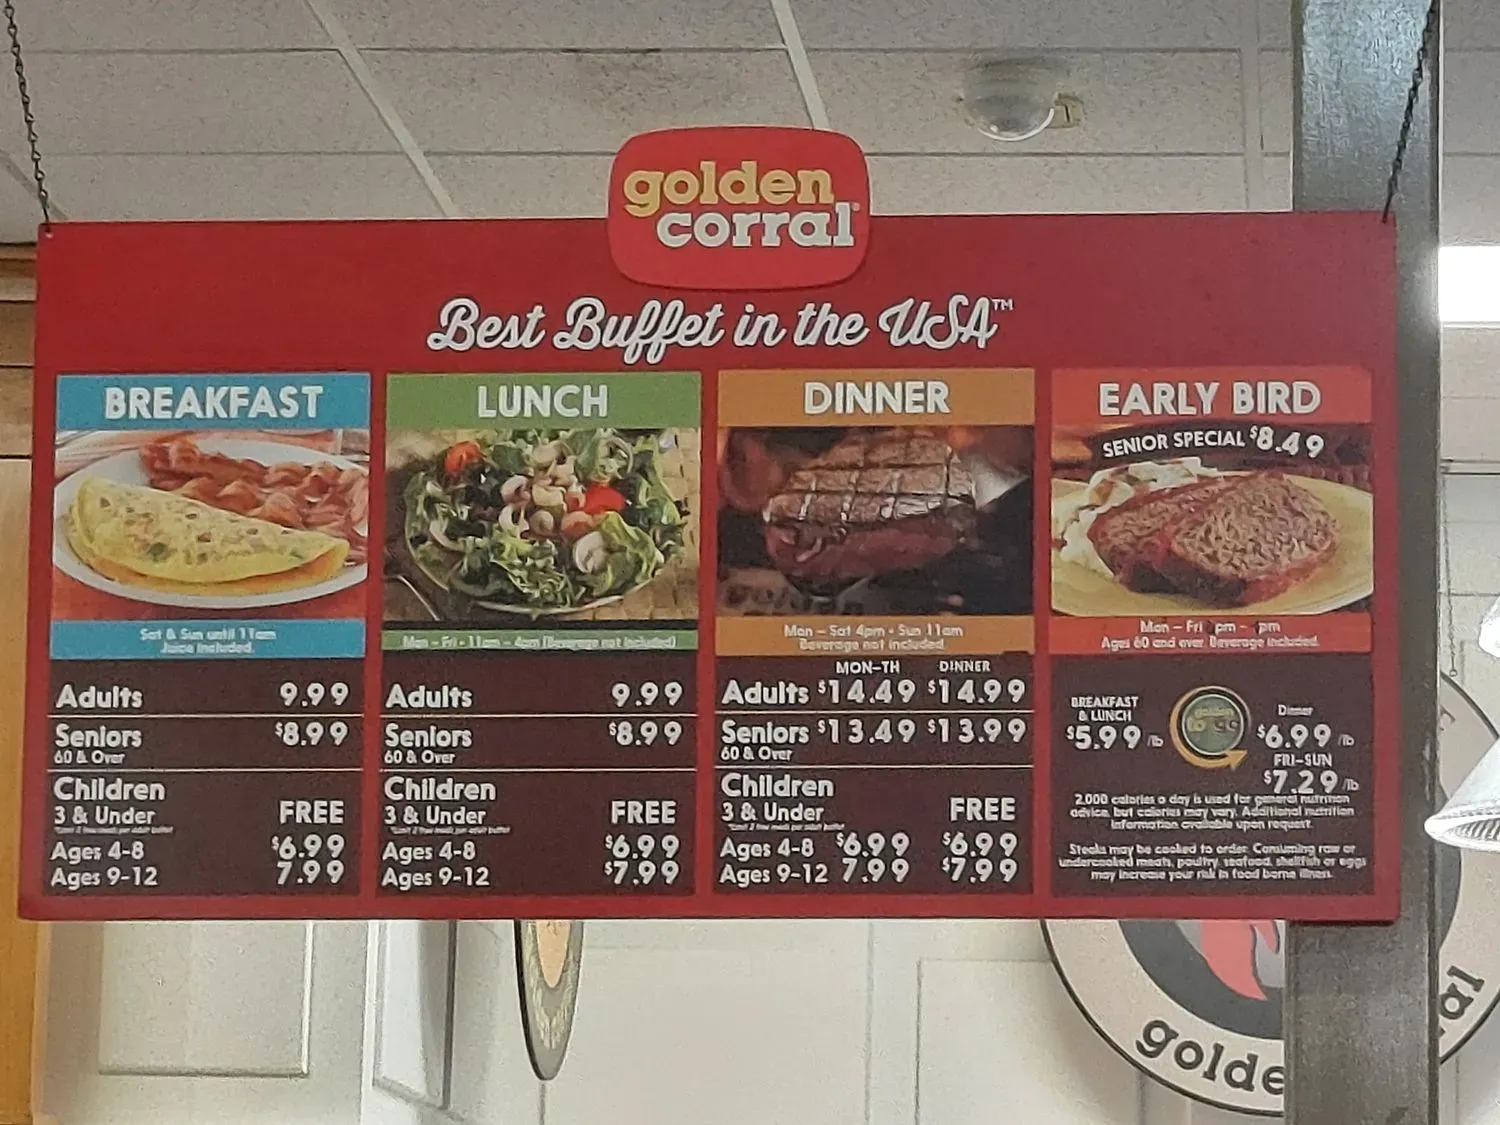 golden
corral
Best Buffet in the USA™
BREAKFAST
Sat & Sun until 11am
Juice Included.
Adults 9.99
Seniors $8.99
60 & Over
Children
3 & Under FREE
Ages 4-8 $6.99
Ages 9-12 7.99
LUNCH
Mon - Fri • 11am - 4pm (Beverage not included)
Adults 9.99
Seniors $8.99
60 & Over
Children
3 & Under FREE
Ages 4-8 $6.99
Ages 9-12 $7.99
DINNER
Mon - Sat 4pm • Sun 11am
Beverage not included
MON-TH DINNER
Adults $14.49 $14.99
Seniors $13.49 $13.99
60 & Over
Children
3 & Under FREE
Ages 4-8 $6.99 $6.99
Ages 9-12 7.99 $7.99
EARLY BIRD
SENIOR SPECIAL $8.49
Mon - Fri pm - pm
Ages 60 and over. Beverage included.
BREAKFAST
& LUNCH
$5.99 /lb
golden
to go
Dinner
$6.99 /lb
FRI-SUN
$7.29 /lb
2,000 calories a day is used for general nutrition
advice, but calories may vary. Additional nutrition
information available upon request.
Steaks may be cooked to order. Consuming raw or
undercooked meats, poultry, seafood, shellfish or eggs
may increase your risk in food borne illness.
golde
al